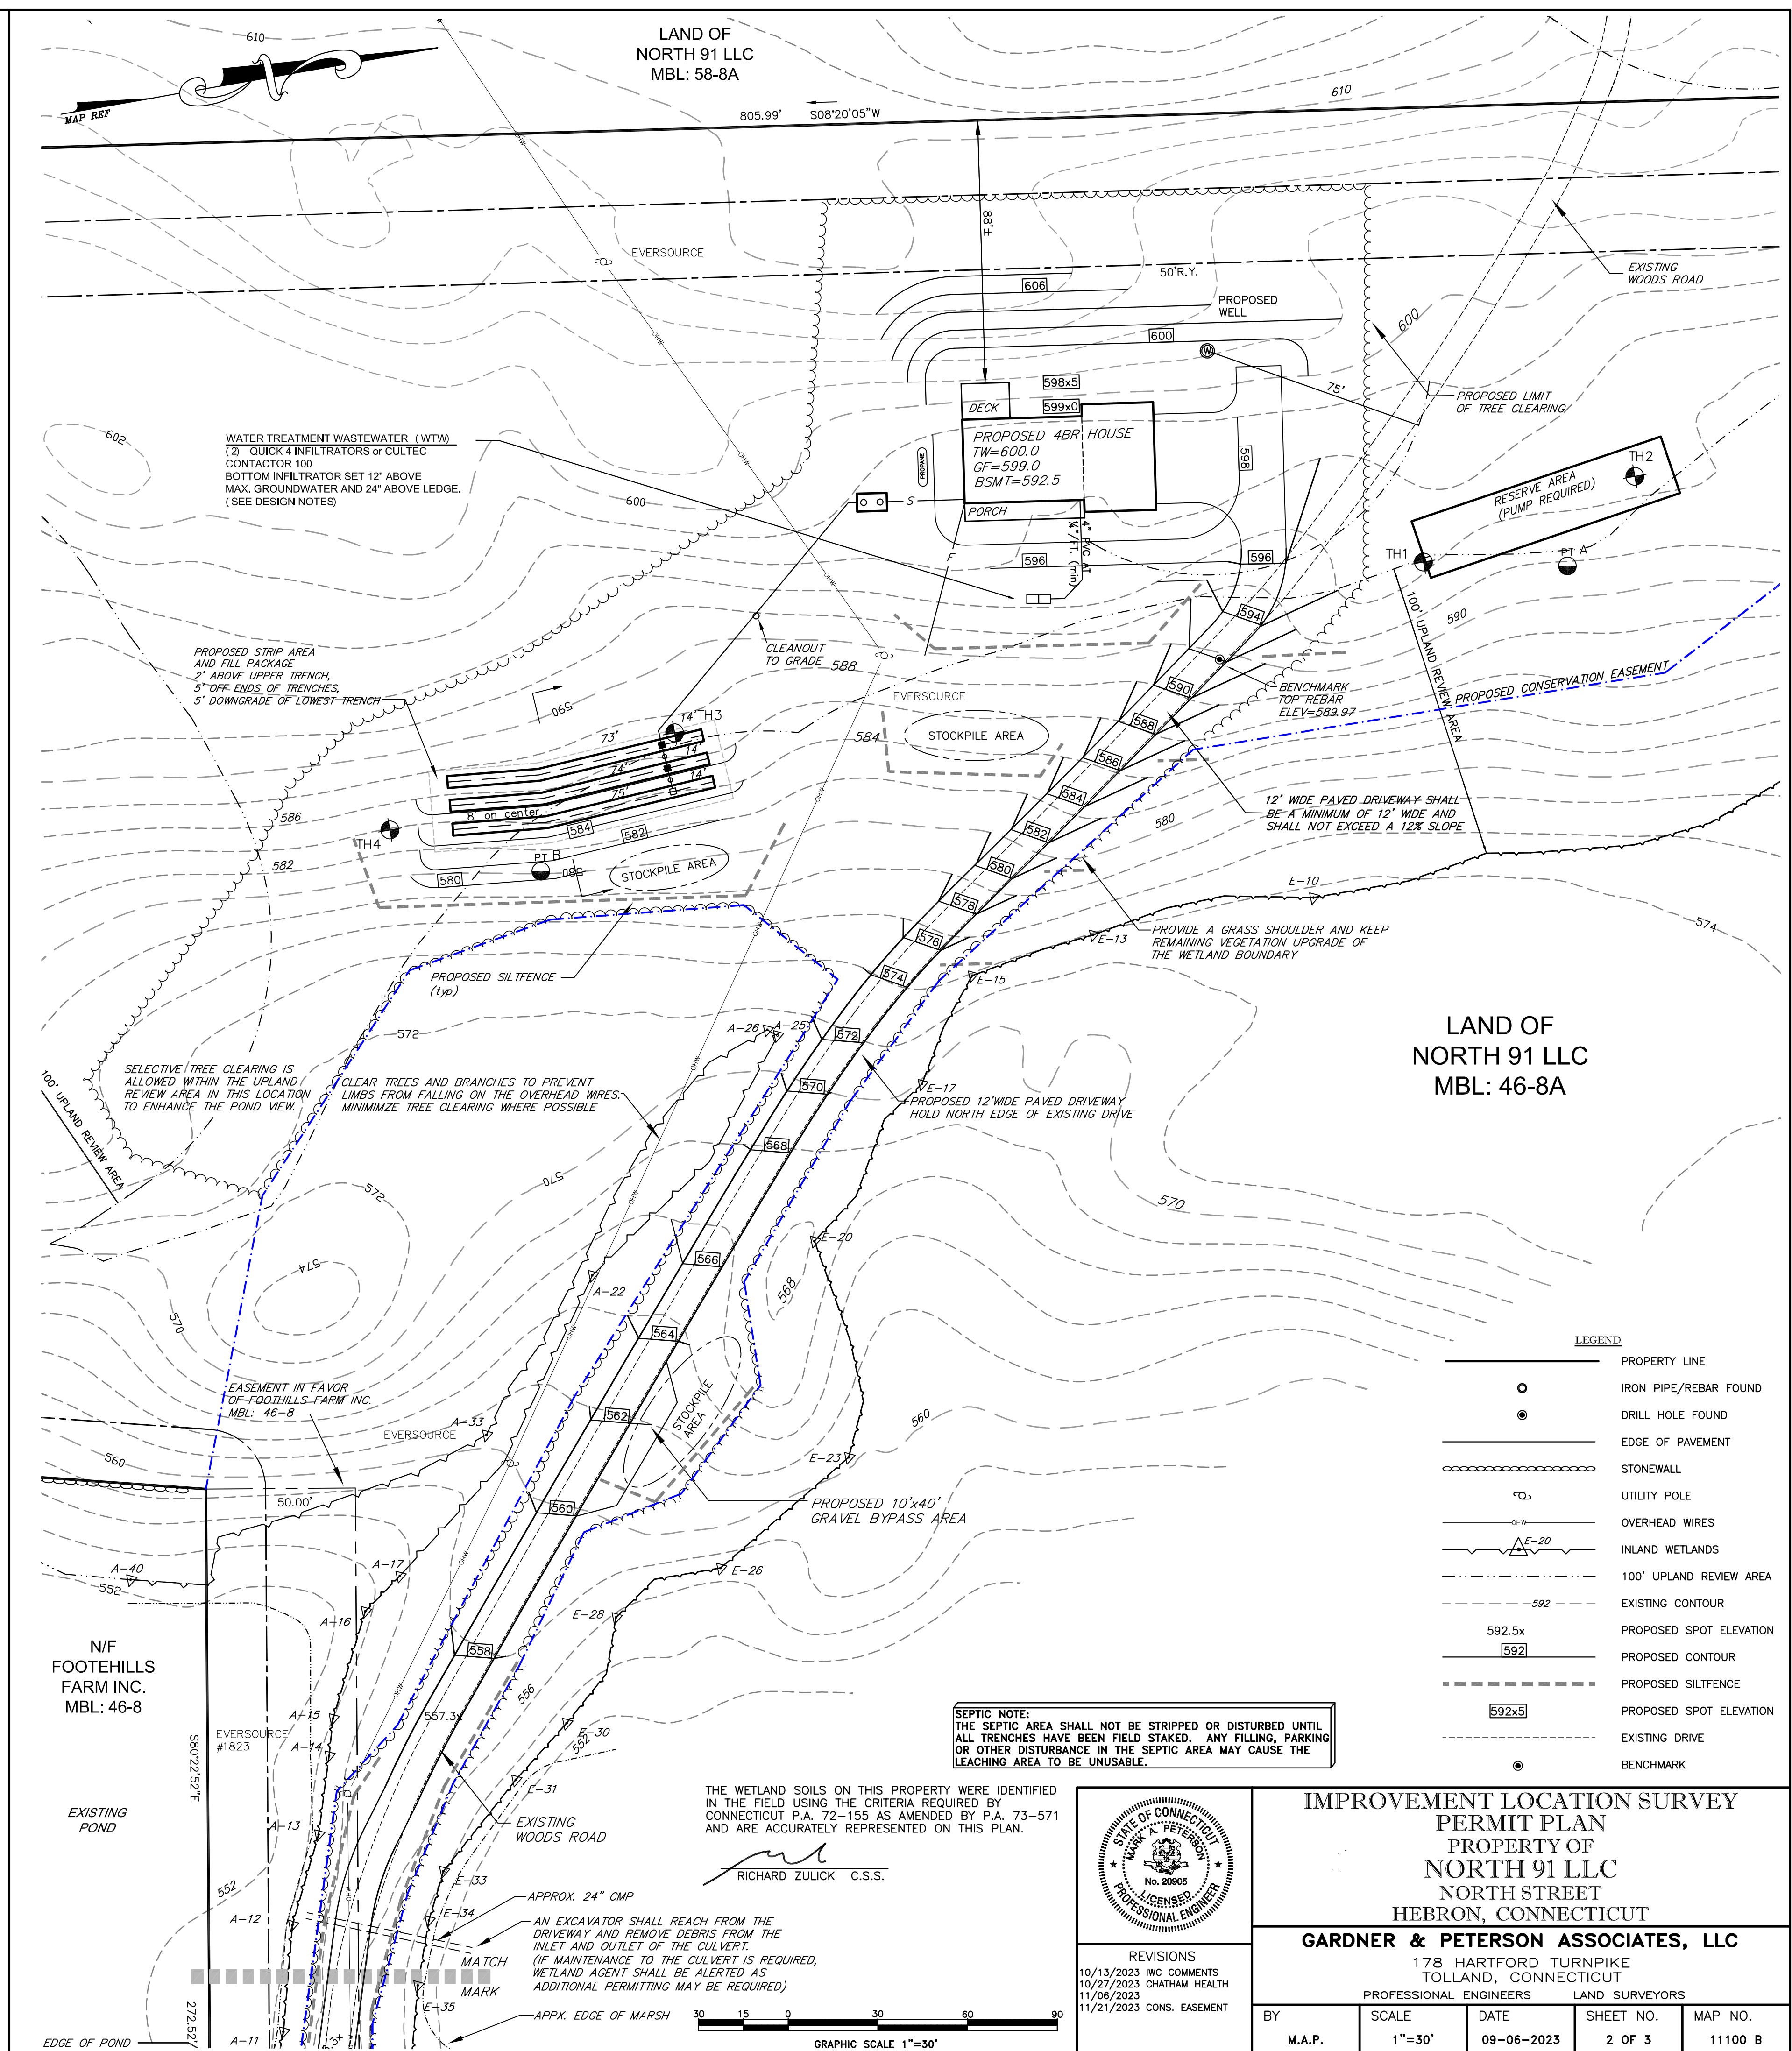 610
LAND OF
NORTH 91 LLC
MBL: 58-8A
MAP REF
805.99'
S08°20'05"W
610
88'±
EVERSOURCE
50'R.Y.
EXISTING
WOODS ROAD
606
PROPOSED
WELL
600
600
W
75'
598x5
599x0
DECK
PROPOSED LIMIT
OF TREE CLEARING
602
WATER TREATMENT WASTEWATER (WTW)
(2) QUICK 4 INFILTRATORS or CULTEC
CONTACTOR 100
BOTTOM INFILTRATOR SET 12" ABOVE
MAX. GROUNDWATER AND 24" ABOVE LEDGE.
(SEE DESIGN NOTES)
600
PROPANE
PROPOSED 4BR HOUSE
TW=600.0
GF=599.0
BSMT=592.5
598
PORCH
S
F
4" PVC AT
¼"/FT. (min)
596
596
594
RESERVE AREA
(PUMP REQUIRED)
TH2
TH1
PT A
590
100' UPLAND REVIEW AREA
PROPOSED CONSERVATION EASEMENT
CLEANOUT
TO GRADE
588
EVERSOURCE
PROPOSED STRIP AREA
AND FILL PACKAGE
2' ABOVE UPPER TRENCH,
5' OFF ENDS OF TRENCHES,
5' DOWNGRADE OF LOWEST TRENCH
590
BENCHMARK
TOP REBAR
ELEV=589.97
590
588
586
584
582
580
578
576
574
572
570
568
566
564
562
560
558
14'
TH3
73'
74'
14'
75'
14'
8' on center
584
STOCKPILE AREA
586
582
TH4
584
582
580
PT B
580
STOCKPILE AREA
580
12' WIDE PAVED DRIVEWAY SHALL
BE A MINIMUM OF 12' WIDE AND
SHALL NOT EXCEED A 12% SLOPE
E-10
574
E-13
PROVIDE A GRASS SHOULDER AND KEEP
REMAINING VEGETATION UPGRADE OF
THE WETLAND BOUNDARY
E-15
PROPOSED SILTFENCE
(typ)
572
A-26
A-25
LAND OF
NORTH 91 LLC
MBL: 46-8A
100' UPLAND REVIEW AREA
SELECTIVE TREE CLEARING IS
ALLOWED WITHIN THE UPLAND
REVIEW AREA IN THIS LOCATION
TO ENHANCE THE POND VIEW.
CLEAR TREES AND BRANCHES TO PREVENT
LIMBS FROM FALLING ON THE OVERHEAD WIRES.
MINIMIMZE TREE CLEARING WHERE POSSIBLE
E-17
PROPOSED 12'WIDE PAVED DRIVEWAY
HOLD NORTH EDGE OF EXISTING DRIVE
572
570
570
E-20
574
568
570
A-22
STOCKPILE
AREA
EASEMENT IN FAVOR
OF FOOTHILLS FARM INC.
MBL: 46-8
A-33
EVERSOURCE
560
560
E-23
50.00'
PROPOSED 10'x40'
GRAVEL BYPASS AREA
A-40
552
A-17
E-26
A-16
E-28
N/F
FOOTEHILLS
FARM INC.
MBL: 46-8
556
557.3x
A-15
EVERSOURCE
#1823
A-14
E-30
552
S80°22'52"E
E-31
EXISTING
POND
A-13
EXISTING
WOODS ROAD
552
E-33
A-12
E-34
APPROX. 24" CMP
AN EXCAVATOR SHALL REACH FROM THE
DRIVEWAY AND REMOVE DEBRIS FROM THE
INLET AND OUTLET OF THE CULVERT.
(IF MAINTENANCE TO THE CULVERT IS REQUIRED,
WETLAND AGENT SHALL BE ALERTED AS
ADDITIONAL PERMITTING MAY BE REQUIRED)
MATCH
MARK
E-35
272.52'
A-11
EDGE OF POND
APPX. EDGE OF MARSH
OHW
LEGEND
PROPERTY LINE
IRON PIPE/REBAR FOUND
DRILL HOLE FOUND
EDGE OF PAVEMENT
STONEWALL
UTILITY POLE
OHW OVERHEAD WIRES
E-20 INLAND WETLANDS
100' UPLAND REVIEW AREA
592 EXISTING CONTOUR
592.5x PROPOSED SPOT ELEVATION
592 PROPOSED CONTOUR
PROPOSED SILTFENCE
592x5 PROPOSED SPOT ELEVATION
EXISTING DRIVE
BENCHMARK
SEPTIC NOTE:
THE SEPTIC AREA SHALL NOT BE STRIPPED OR DISTURBED UNTIL
ALL TRENCHES HAVE BEEN FIELD STAKED. ANY FILLING, PARKING
OR OTHER DISTURBANCE IN THE SEPTIC AREA MAY CAUSE THE
LEACHING AREA TO BE UNUSABLE.
THE WETLAND SOILS ON THIS PROPERTY WERE IDENTIFIED
IN THE FIELD USING THE CRITERIA REQUIRED BY
CONNECTICUT P.A. 72-155 AS AMENDED BY P.A. 73-571
AND ARE ACCURATELY REPRESENTED ON THIS PLAN.
RICHARD ZULICK C.S.S.
30 15 0 30 60 90
GRAPHIC SCALE 1"=30'
STATE OF CONNECTICUT
MARK A. PETERSON
No. 20905
LICENSED
PROFESSIONAL ENGINEER
REVISIONS
10/13/2023 IWC COMMENTS
10/27/2023 CHATHAM HEALTH
11/06/2023
11/21/2023 CONS. EASEMENT
IMPROVEMENT LOCATION SURVEY
PERMIT PLAN
PROPERTY OF
NORTH 91 LLC
NORTH STREET
HEBRON, CONNECTICUT
GARDNER & PETERSON ASSOCIATES, LLC
178 HARTFORD TURNPIKE
TOLLAND, CONNECTICUT
PROFESSIONAL ENGINEERS LAND SURVEYORS
BY SCALE DATE SHEET NO. MAP NO.
M.A.P. 1"=30' 09-06-2023 2 OF 3 11100 B